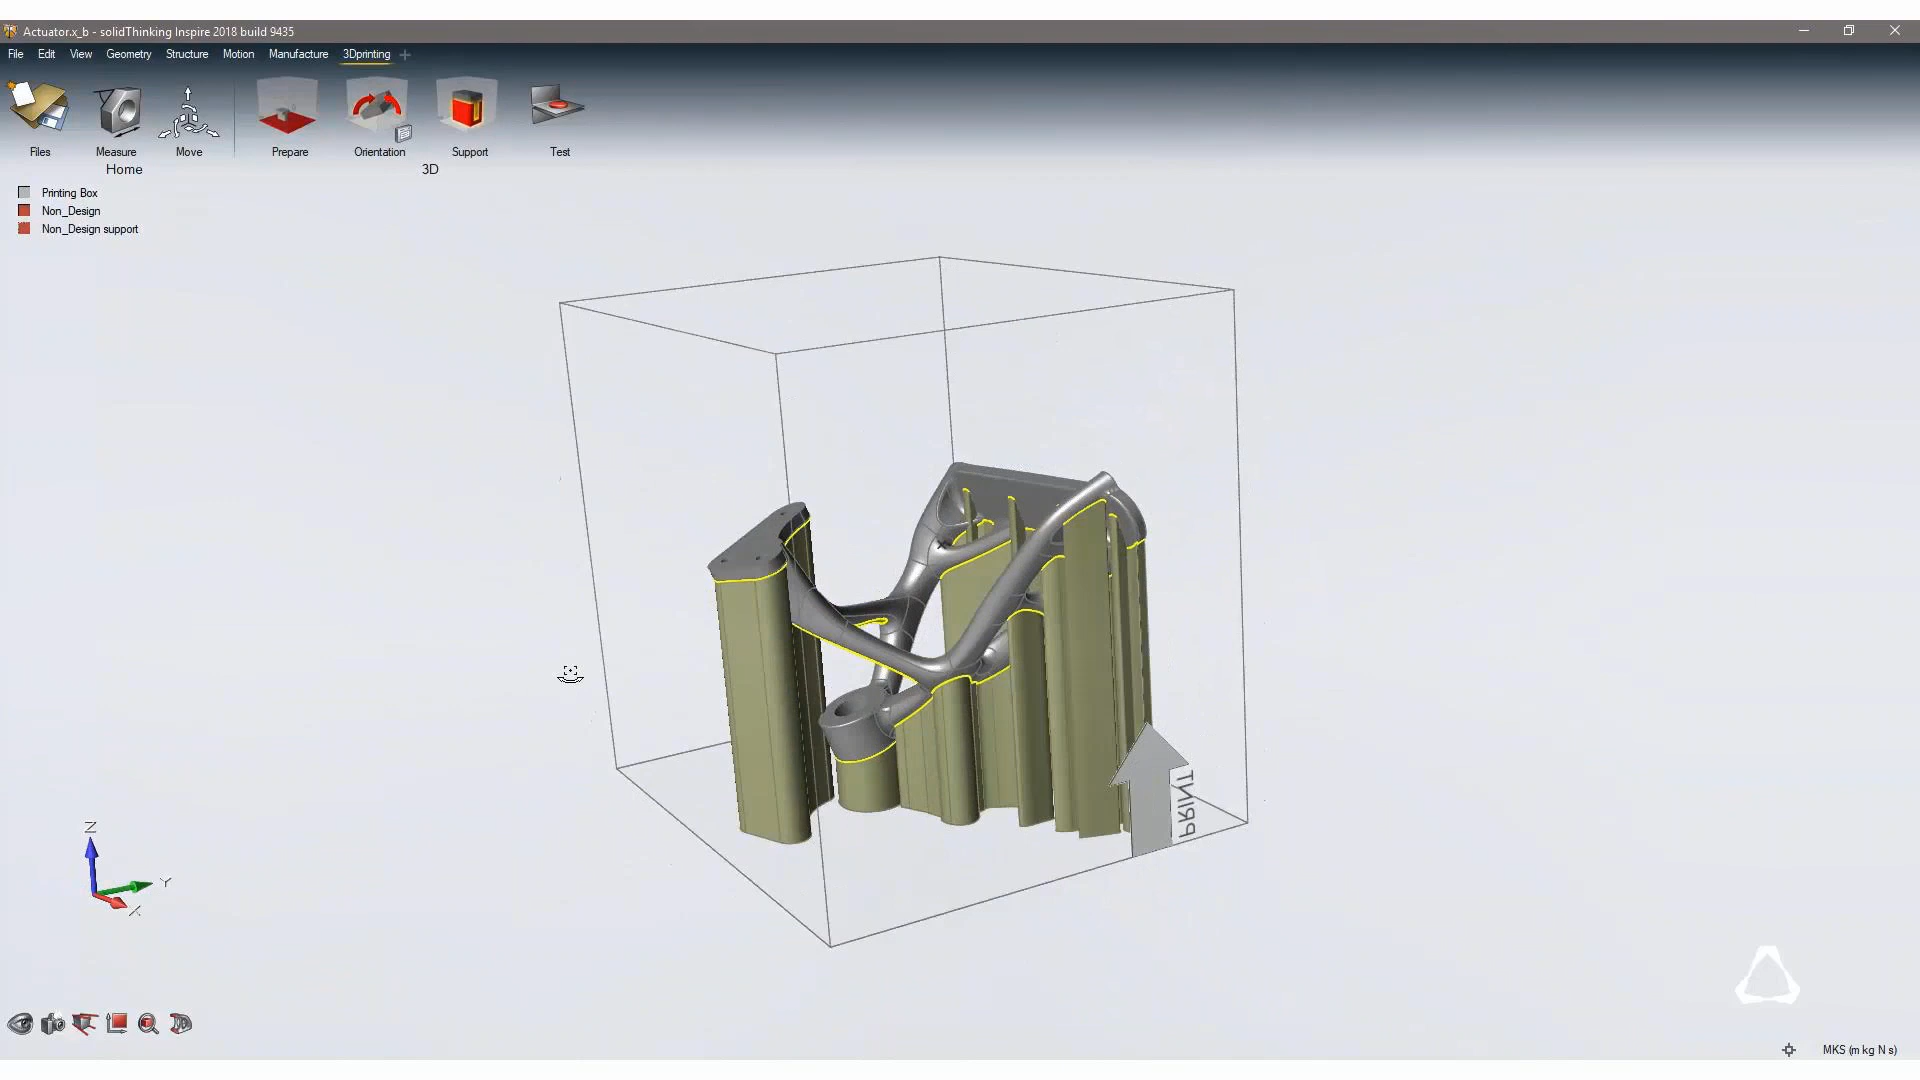 Actuator.x_b - solidThinking Inspire 2018 build 9435
File Edit View Geometry Structure Motion Manufacture 3Dprinting
Files Measure Move Prepare Orientation Support Test
Home 3D
Printing Box
Non_Design
Non_Design support
PRINT
Z
Y
X
MKS (m kg N s)